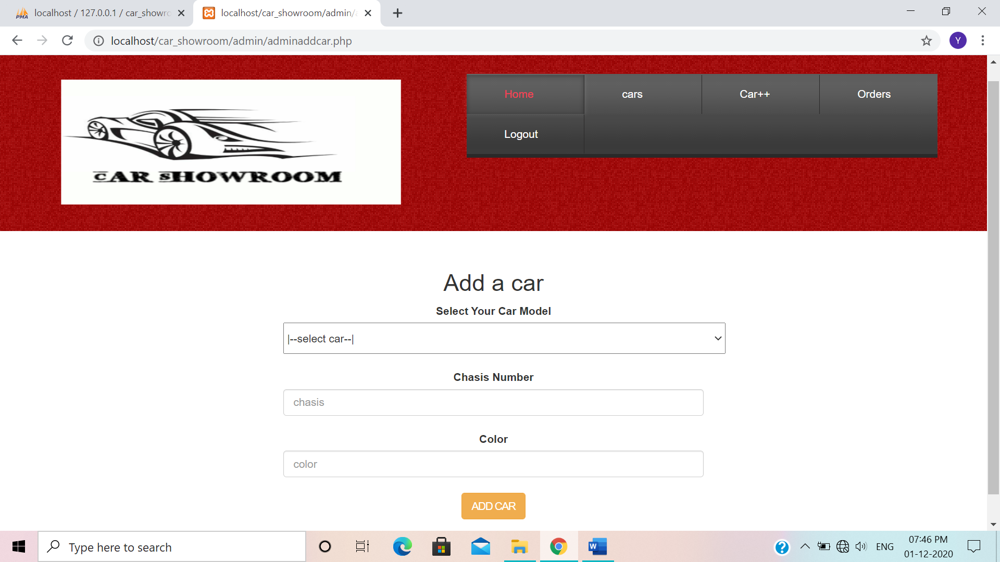 localhost / 127.0.0.1 / car_showro
localhost/car_showroom/admin/a
localhost/car_showroom/admin/adminaddcar.php
Y
Home
cars
Car++
Orders
Logout
CAR SHOWROOM
Add a car
Select Your Car Model
|--select car--|
Chasis Number
chasis
Color
color
ADD CAR
Type here to search
ENG
07:46 PM
01-12-2020